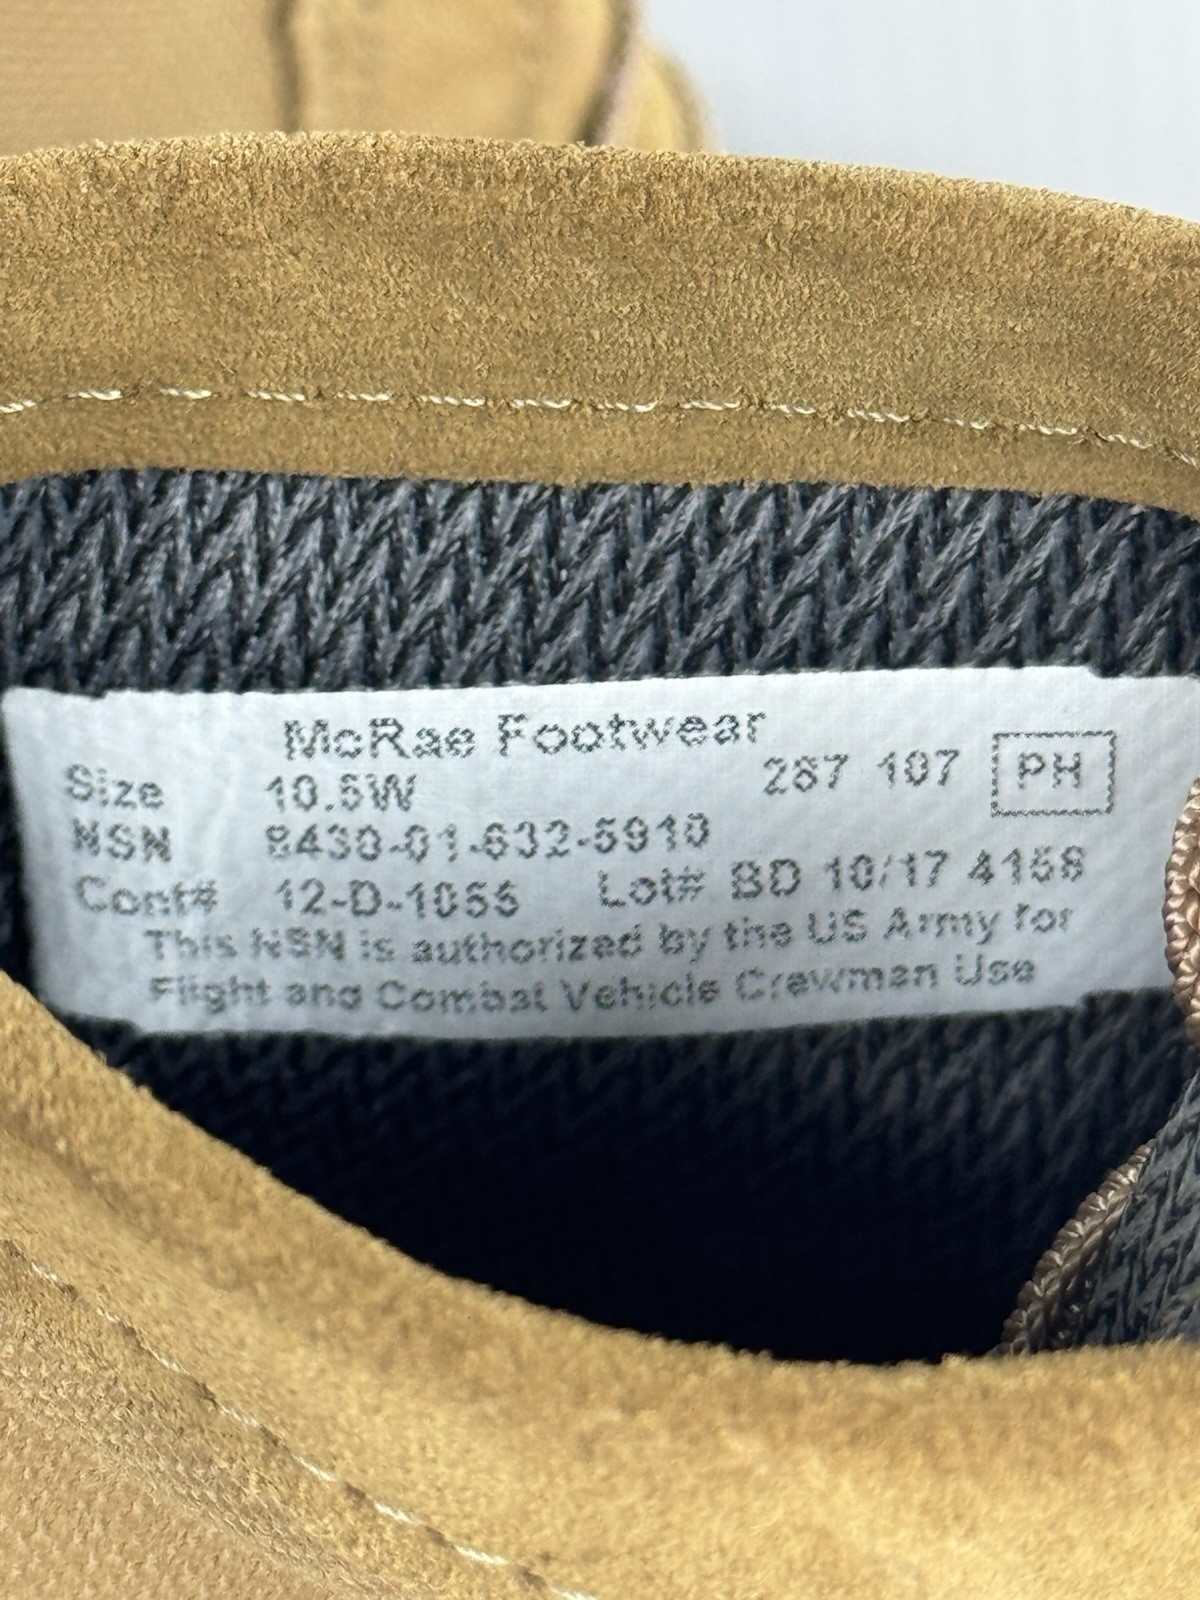 McRae Footwear
Size 10.5W 287 107 PH
NSN 8430-01-632-5910
Cont# 12-D-1055 Lot# BD 10/17 4158
This NSN is authorized by the US Army for
Flight and Combat Vehicle Crewman Use